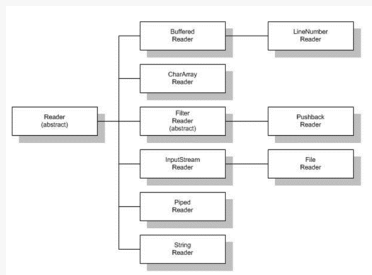 Buffered
Reader
LineNumber
Reader
CharArray
Reader
Reader
(abstract)
Filter
Reader
(abstract)
Pushback
Reader
InputStream
Reader
File
Reader
Piped
Reader
String
Reader